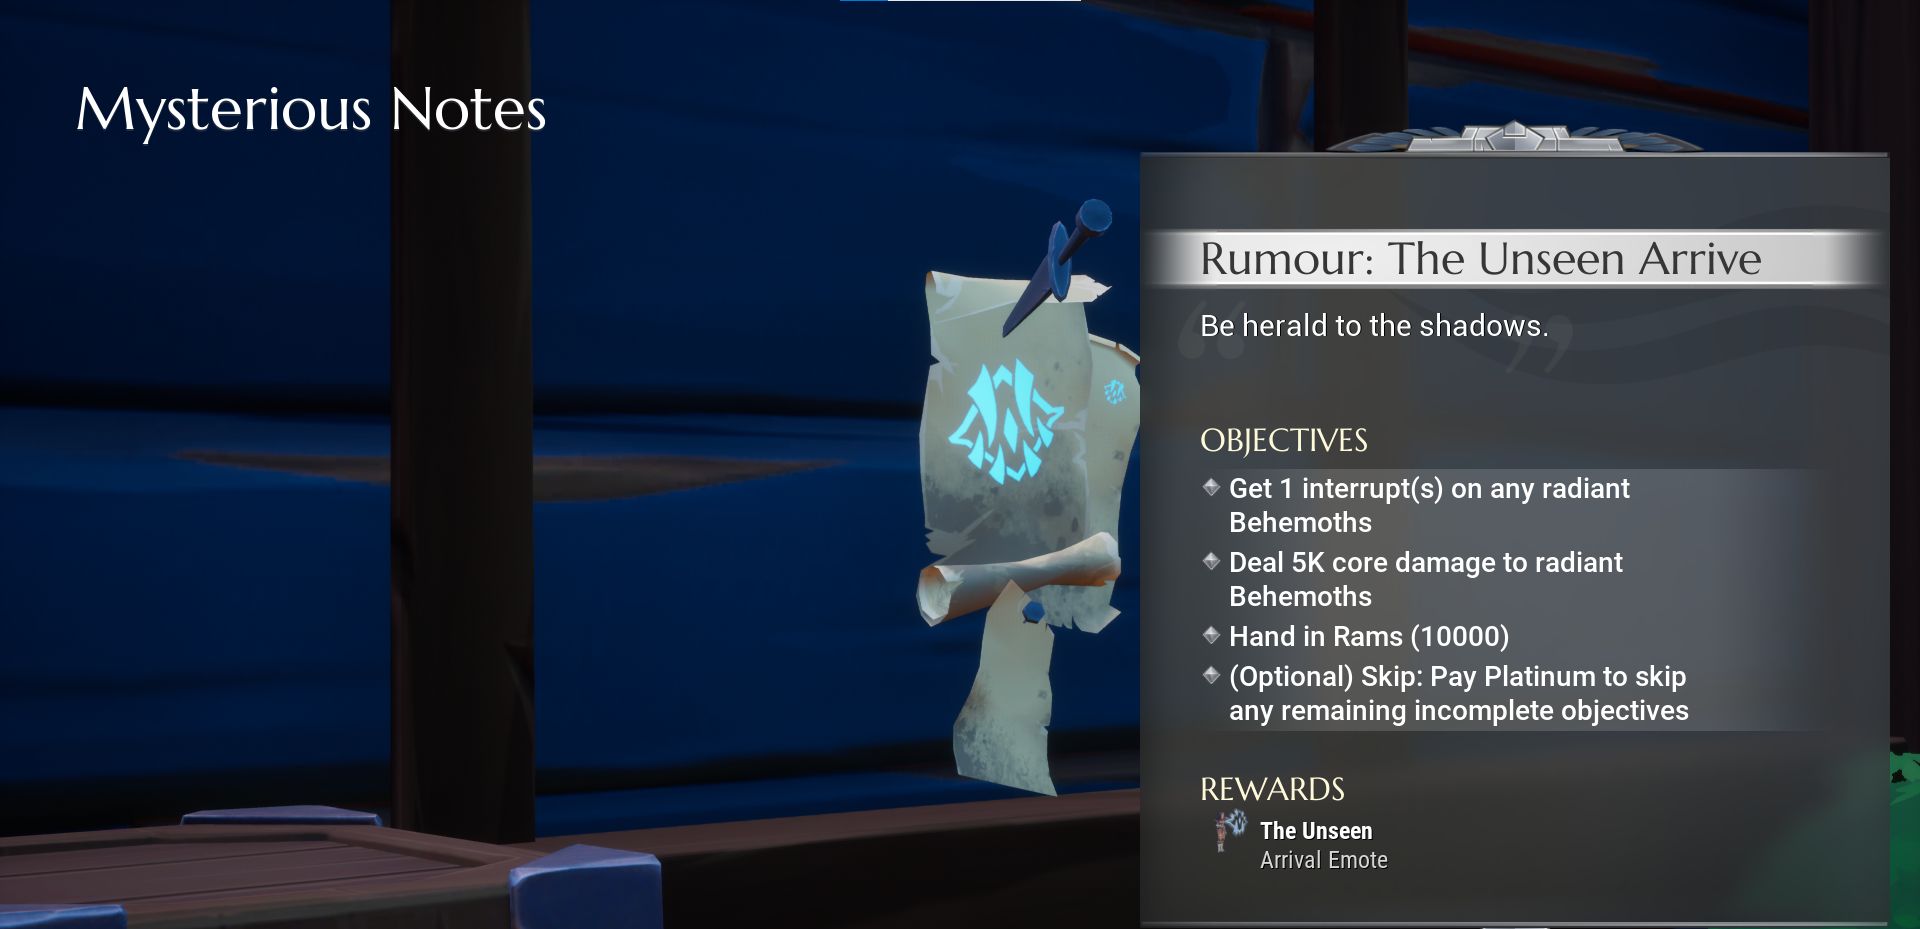 Mysterious Notes
Rumour: The Unseen Arrive
Be herald to the shadows.
OBJECTIVES
Get 1 interrupt(s) on any radiant
Behemoths
Deal 5K core damage to radiant
Behemoths
Hand in Rams (10000)
(Optional) Skip: Pay Platinum to skip
any remaining incomplete objectives
REWARDS
The Unseen
Arrival Emote